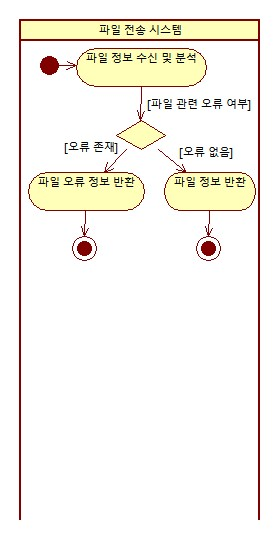 파일 전송 시스템
파일 정보 수신 및 분석
[파일 관련 오류 여부]
[오류 존재]
[오류 없음]
파일 오류 정보 반환
파일 정보 반환